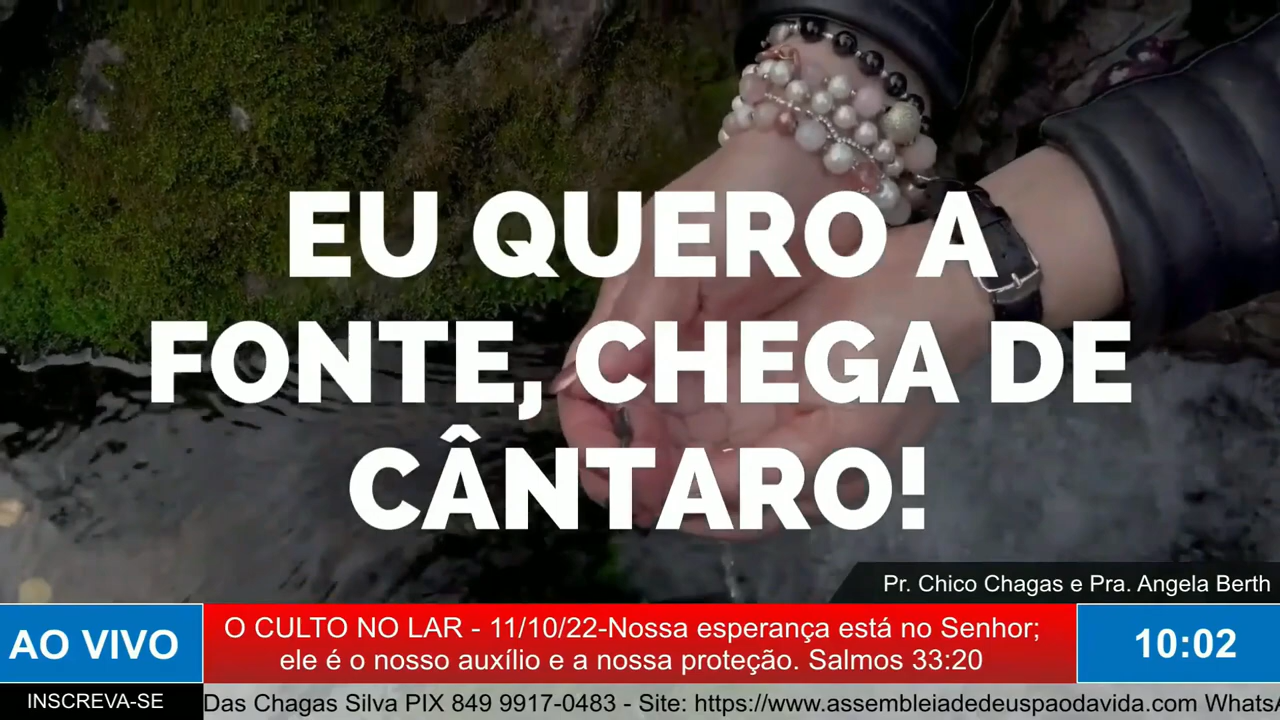 EU QUERO A
FONTE, CHEGA DE
CÂNTARO!
Pr. Chico Chagas e Pra. Angela Berth
AO VIVO
O CULTO NO LAR - 11/10/22-Nossa esperança está no Senhor;
ele é o nosso auxílio e a nossa proteção. Salmos 33:20
10:02
INSCREVA-SE
Das Chagas Silva PIX 849 9917-0483 - Site: https://www.assembleiadedeuspaodavida.com Whats